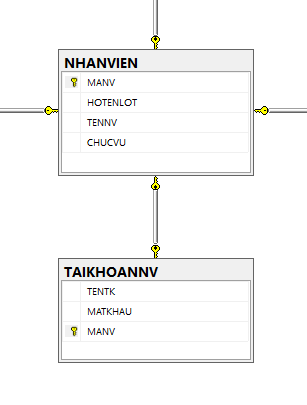 NHANVIEN
MANV
HOTENLOT
TENNV
CHUCVU
TAIKHOANNV
TENTK
MATKHAU
MANV